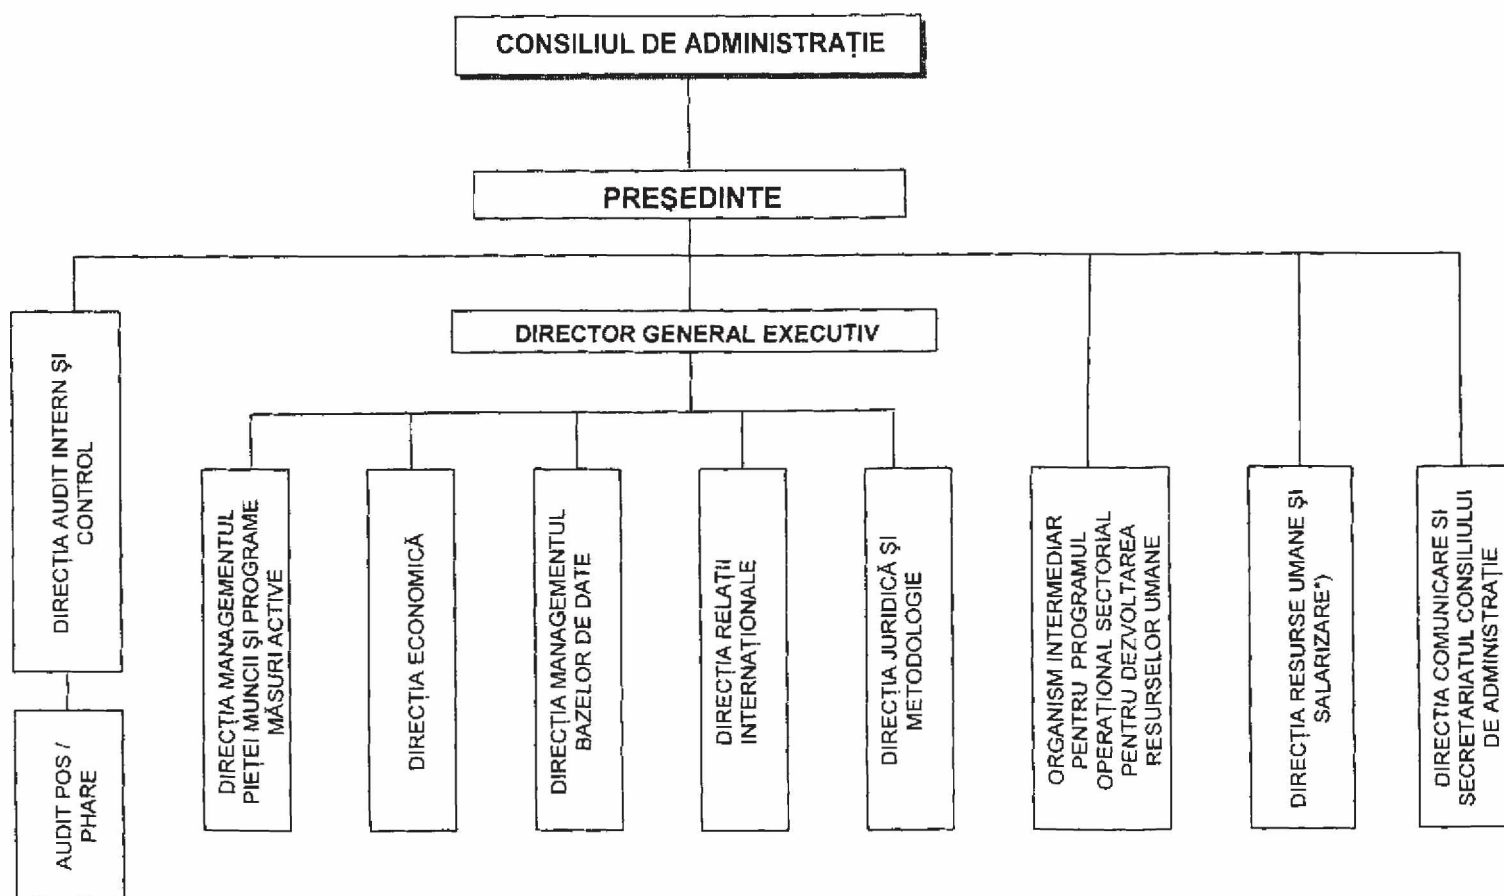 CONSILIUL DE ADMINISTRAȚIE
PREȘEDINTE
DIRECTOR GENERAL EXECUTIV
DIRECȚIA AUDIT INTERN ȘI
CONTROL
AUDIT POS /
PHARE
DIRECȚIA MANAGEMENTUL
PIEȚEI MUNCII ȘI PROGRAME
MĂSURI ACTIVE
DIRECȚIA ECONOMICĂ
DIRECȚIA MANAGEMENTUL
BAZELOR DE DATE
DIRECȚIA RELAȚII
INTERNAȚIONALE
DIRECȚIA JURIDICĂ ȘI
METODOLOGIE
ORGANISM INTERMEDIAR
PENTRU PROGRAMUL
OPERAȚIONAL SECTORIAL
PENTRU DEZVOLTAREA
RESURSELOR UMANE
DIRECȚIA RESURSE UMANE ȘI
SALARIZARE*)
DIRECTIA COMUNICARE SI
SECRETARIATUL CONSILIULUI
DE ADMINISTRAȚIE